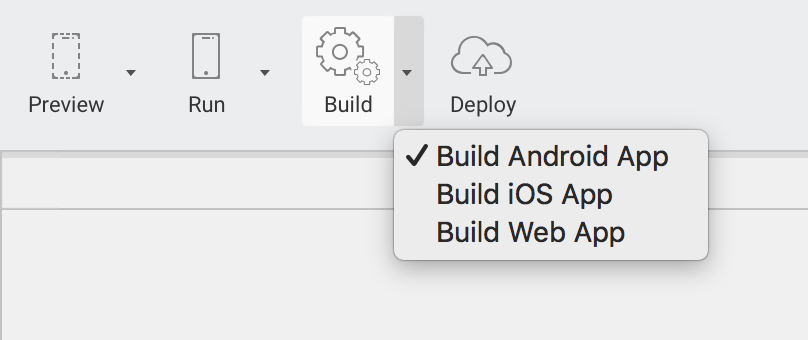 Preview
Run
Build
Deploy
Build Android App
Build iOS App
Build Web App